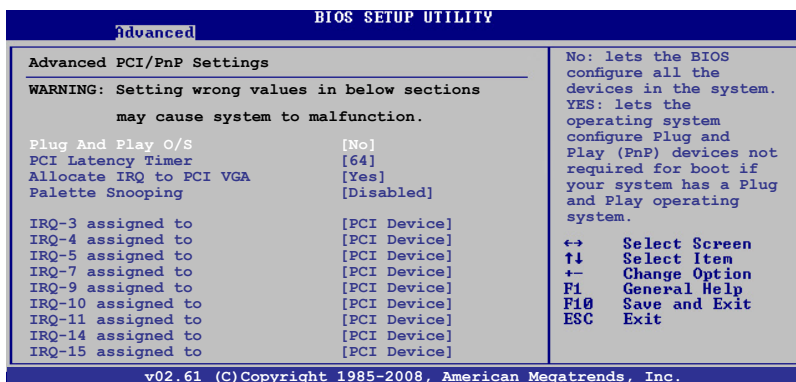 BIOS SETUP UTILITY
Advanced
Advanced PCI/PnP Settings
WARNING: Setting wrong values in below sections
may cause system to malfunction.
Plug And Play O/S [No]
PCI Latency Timer [64]
Allocate IRQ to PCI VGA [Yes]
Palette Snooping [Disabled]
IRQ-3 assigned to [PCI Device]
IRQ-4 assigned to [PCI Device]
IRQ-5 assigned to [PCI Device]
IRQ-7 assigned to [PCI Device]
IRQ-9 assigned to [PCI Device]
IRQ-10 assigned to [PCI Device]
IRQ-11 assigned to [PCI Device]
IRQ-14 assigned to [PCI Device]
IRQ-15 assigned to [PCI Device]
No: lets the BIOS
configure all the
devices in the system.
YES: lets the
operating system
configure Plug and
Play (PnP) devices not
required for boot if
your system has a Plug
and Play operating
system.
←→ Select Screen
↑↓ Select Item
+- Change Option
F1 General Help
F10 Save and Exit
ESC Exit
v02.61 (C)Copyright 1985-2008, American Megatrends, Inc.